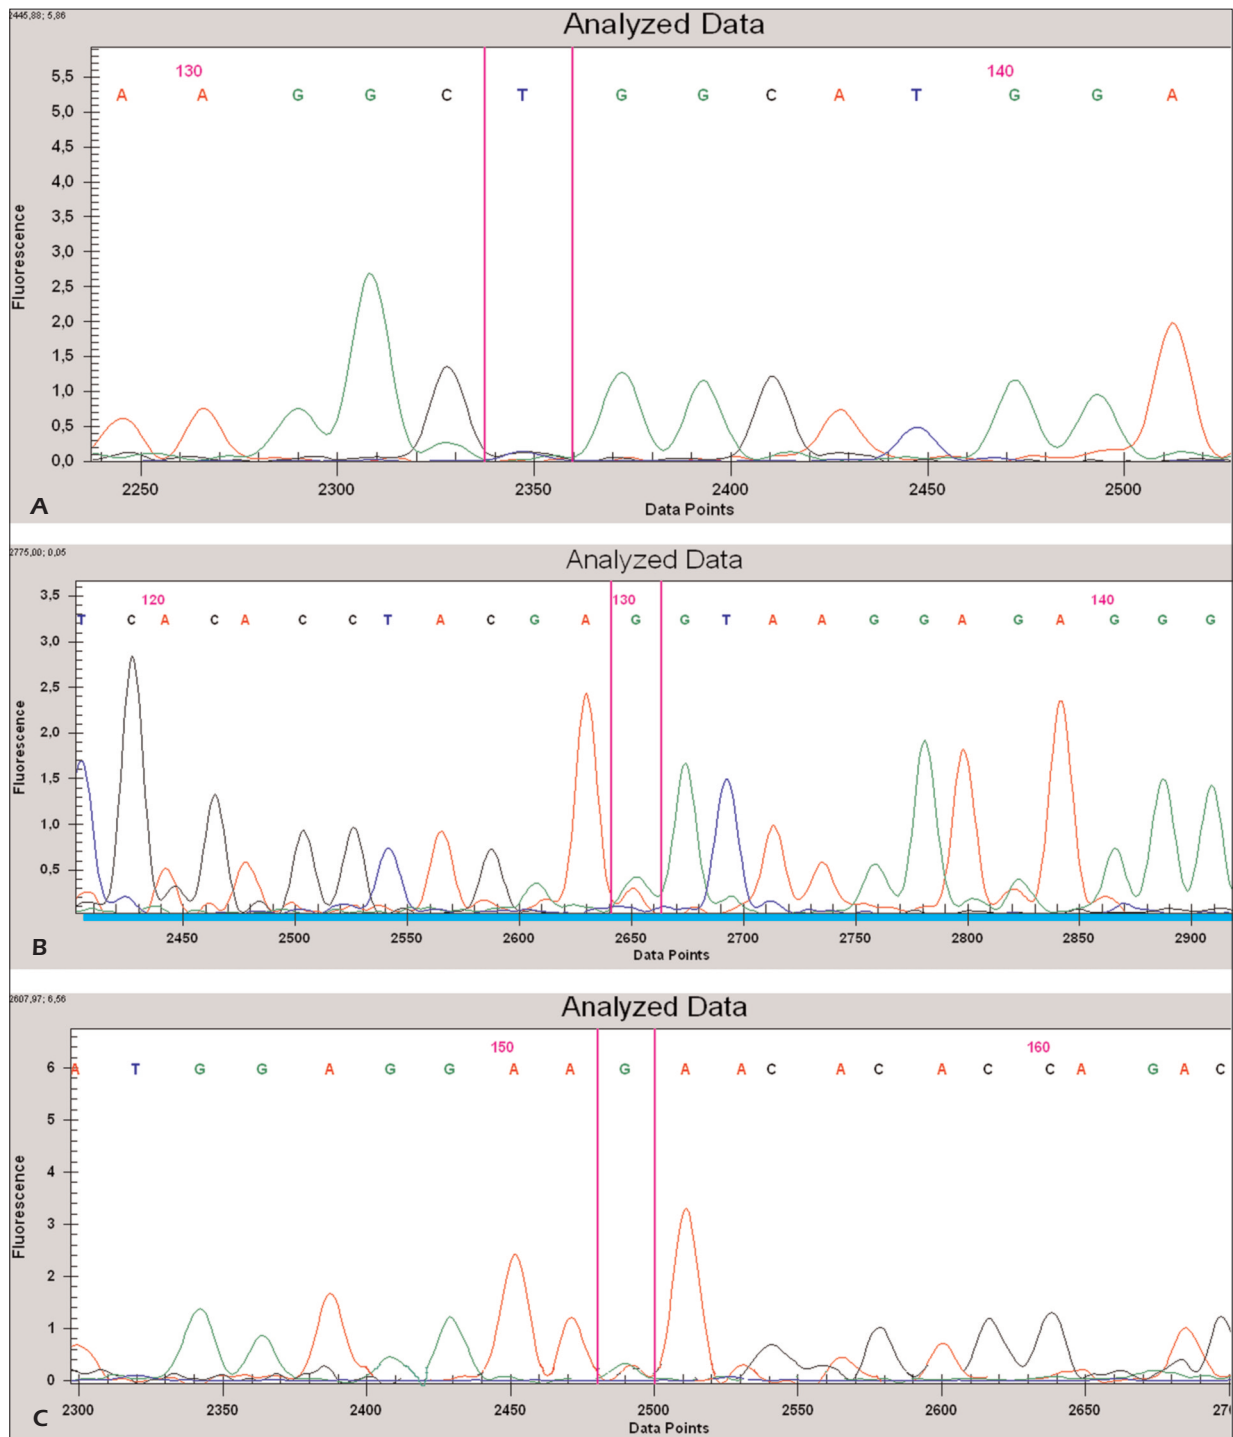 2445,88; 5,86
Analyzed Data
130 140
A A G G C T G G C A T G G A
5,5
5,0
4,5
4,0
3,5
3,0
2,5
2,0
1,5
1,0
0,5
0,0
Fluorescence
2250 2300 2350 2400 2450 2500
Data Points
A
2775,00; 0,05
Analyzed Data
120 130 140
T C A C A C C T A C G A G G T A A G G A G A G G G
3,5
3,0
2,5
2,0
1,5
1,0
0,5
Fluorescence
2450 2500 2550 2600 2650 2700 2750 2800 2850 2900
Data Points
B
2607,97; 6,56
Analyzed Data
150 160
A T G G A G G A A G A A C A C A C C A G A C
6
5
4
3
2
1
0
Fluorescence
2300 2350 2400 2450 2500 2550 2600 2650
Data Points
C